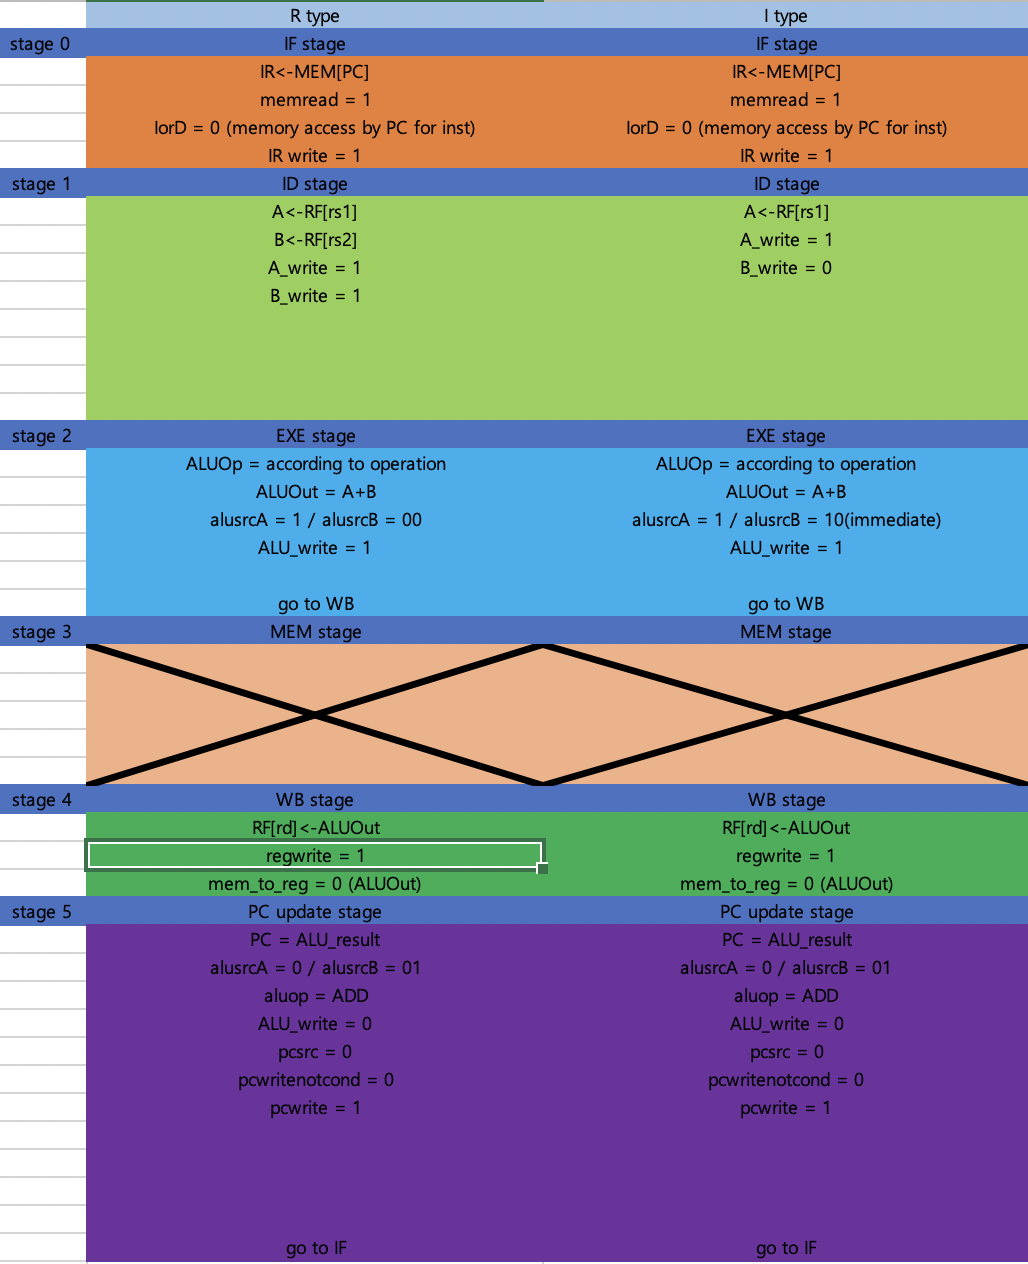 R type I type
stage 0 IF stage IF stage
IR<-MEM[PC] IR<-MEM[PC]
memread = 1 memread = 1
IorD = 0 (memory access by PC for inst) IorD = 0 (memory access by PC for inst)
IR write = 1 IR write = 1
stage 1 ID stage ID stage
A<-RF[rs1] A<-RF[rs1]
B<-RF[rs2] A_write = 1
A_write = 1 B_write = 0
B_write = 1
stage 2 EXE stage EXE stage
ALUOp = according to operation ALUOp = according to operation
ALUOut = A+B ALUOut = A+B
alusrcA = 1 / alusrcB = 00 alusrcA = 1 / alusrcB = 10(immediate)
ALU_write = 1 ALU_write = 1
go to WB go to WB
stage 3 MEM stage MEM stage
stage 4 WB stage WB stage
RF[rd]<-ALUOut RF[rd]<-ALUOut
regwrite = 1 regwrite = 1
mem_to_reg = 0 (ALUOut) mem_to_reg = 0 (ALUOut)
stage 5 PC update stage PC update stage
PC = ALU_result PC = ALU_result
alusrcA = 0 / alusrcB = 01 alusrcA = 0 / alusrcB = 01
aluop = ADD aluop = ADD
ALU_write = 0 ALU_write = 0
pcsrc = 0 pcsrc = 0
pcwritenotcond = 0 pcwritenotcond = 0
pcwrite = 1 pcwrite = 1
go to IF go to IF